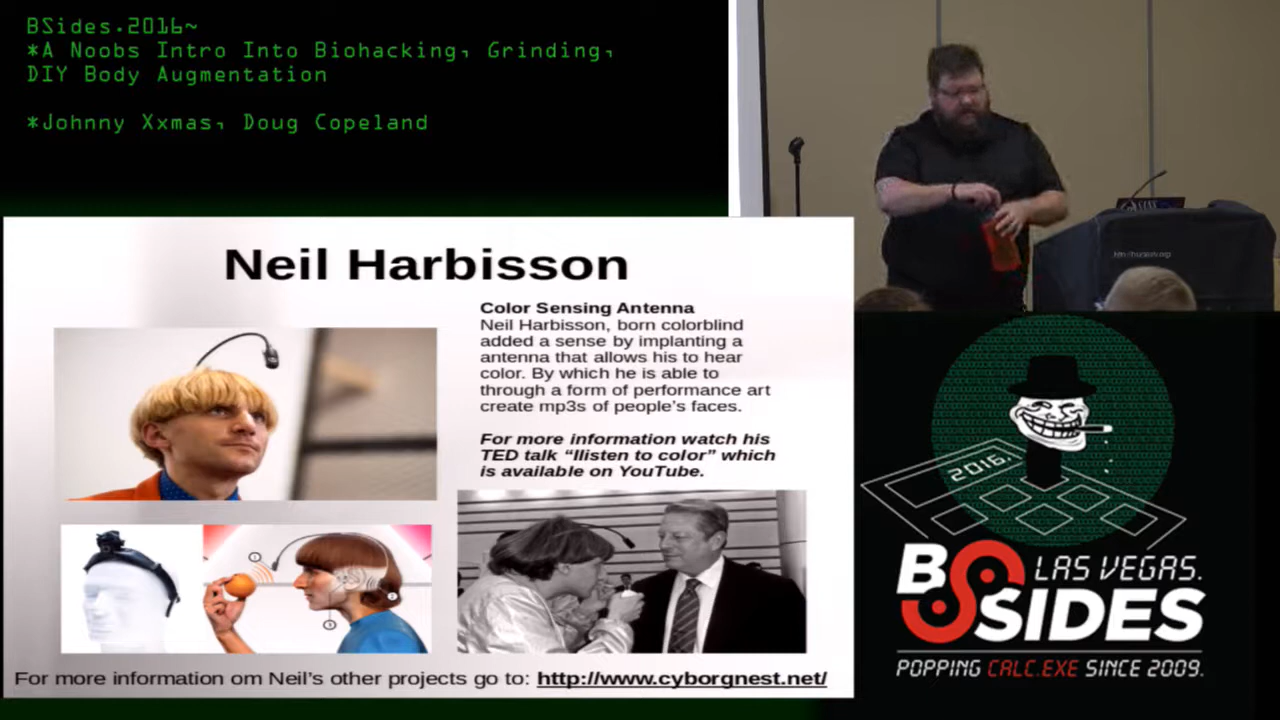 BSides.2016~
*A Noobs Intro Into Biohacking, Grinding,
DIY Body Augmentation
*Johnny Xxmas, Doug Copeland
Neil Harbisson
Color Sensing Antenna
Neil Harbisson, born colorblind
added a sense by implanting a
antenna that allows his to hear
color. By which he is able to
through a form of performance art
create mp3s of people's faces.
For more information watch his
TED talk “Ilisten to color” which
is available on YouTube.
For more information om Neil's other projects go to: http://www.cyborgnest.net/
2016.
BSIDES
LAS VEGAS.
POPPING CALC.EXE SINCE 2009.